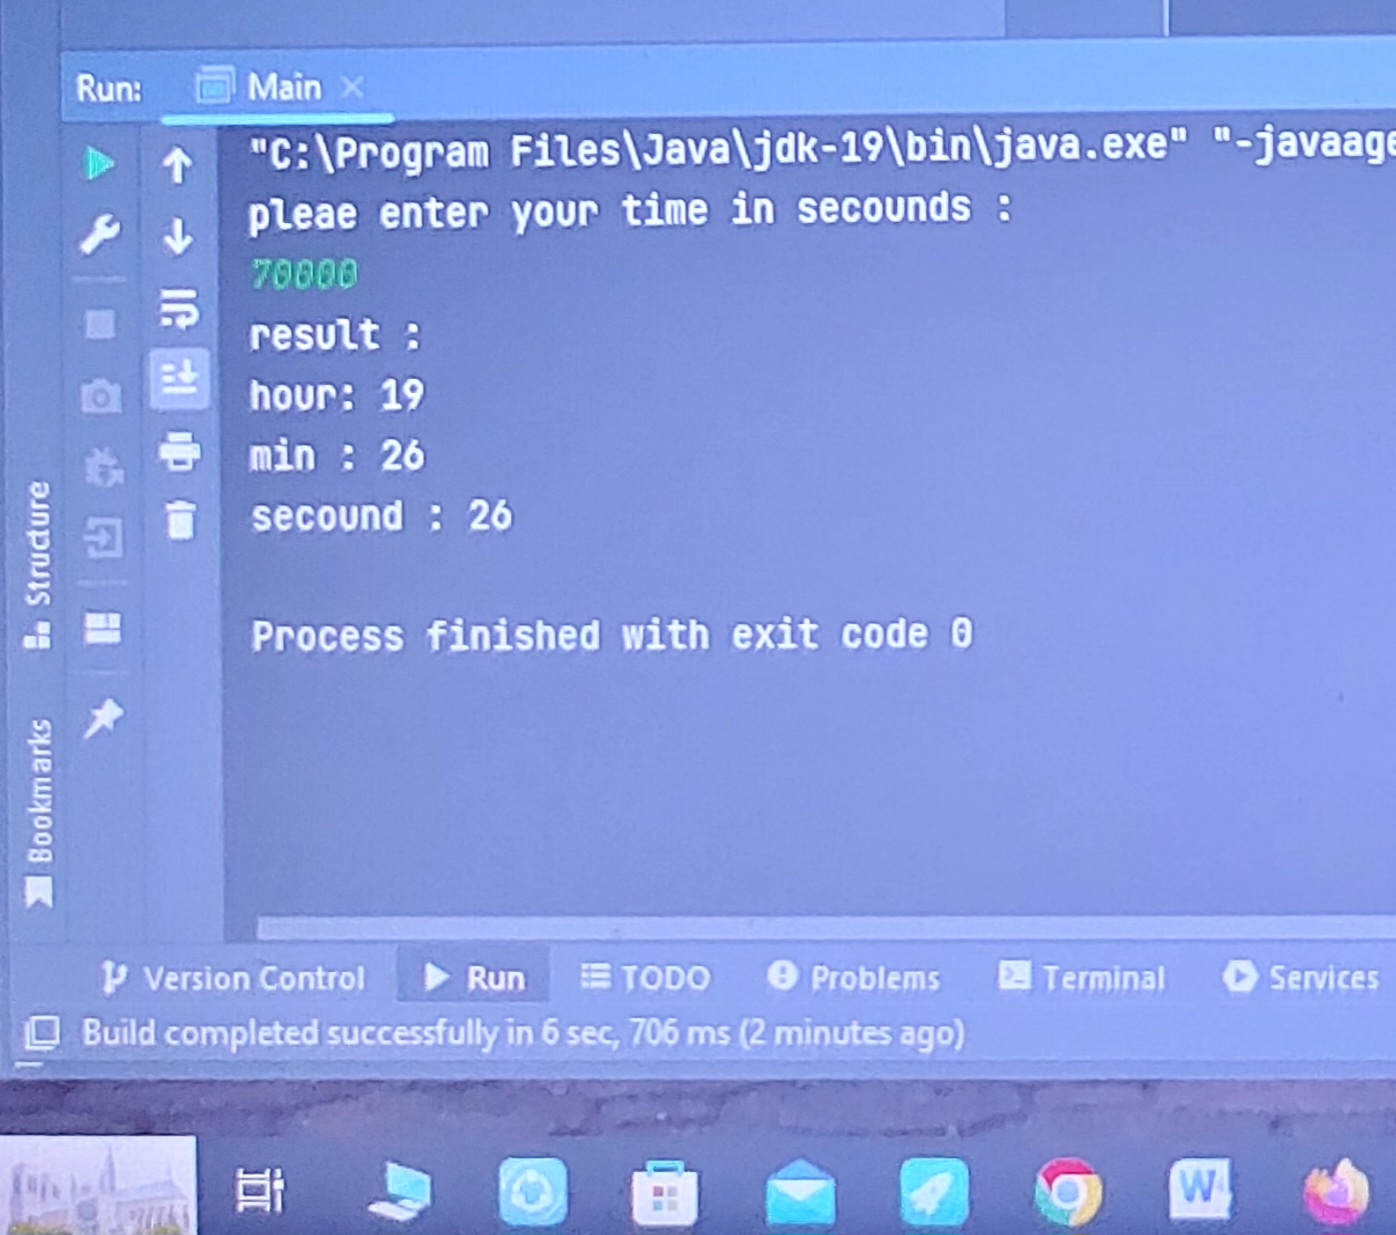 Run:
Main
"C:\Program Files\Java\jdk-19\bin\java.exe" "-javaage
pleae enter your time in secounds :
70000
result :
hour: 19
min : 26
secound : 26
Process finished with exit code 0
Structure
Bookmarks
Version Control
Run
TODO
Problems
Terminal
Services
Build completed successfully in 6 sec, 706 ms (2 minutes ago)
W